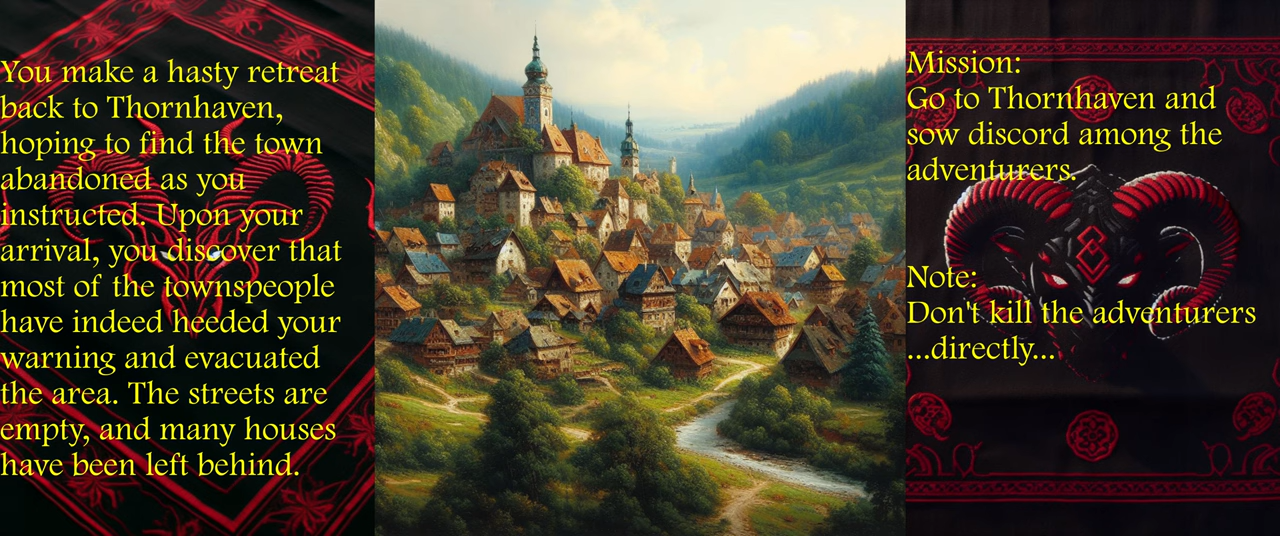 You make a hasty retreat
back to Thornhaven,
hoping to find the town
abandoned as you
instructed. Upon your
arrival, you discover that
most of the townspeople
have indeed heeded your
warning and evacuated
the area. The streets are
empty, and many houses
have been left behind.
Mission:
Go to Thornhaven and
sow discord among the
adventurers.
Note:
Don't kill the adventurers
...directly...